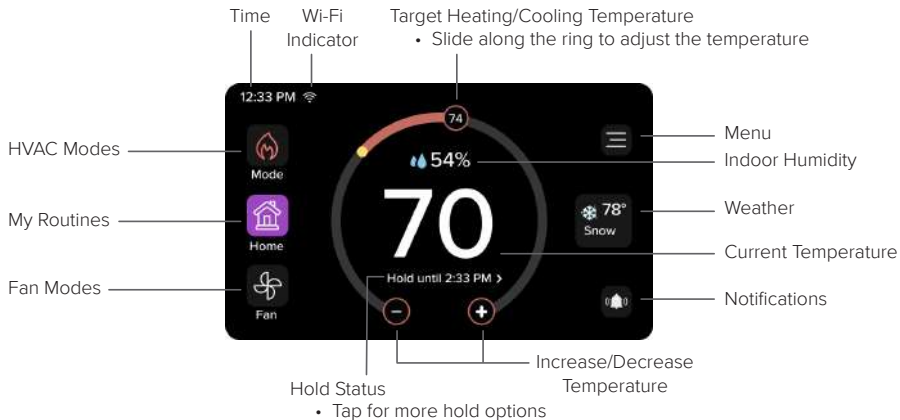 Time
Wi-Fi
Indicator
Target Heating/Cooling Temperature
• Slide along the ring to adjust the temperature
12:33 PM
74
HVAC Modes
Mode
54%
Menu
Indoor Humidity
My Routines
Home
70
78°
Snow
Weather
Current Temperature
Hold until 2:33 PM >
Fan Modes
Fan
Notifications
Increase/Decrease
Temperature
Hold Status
• Tap for more hold options